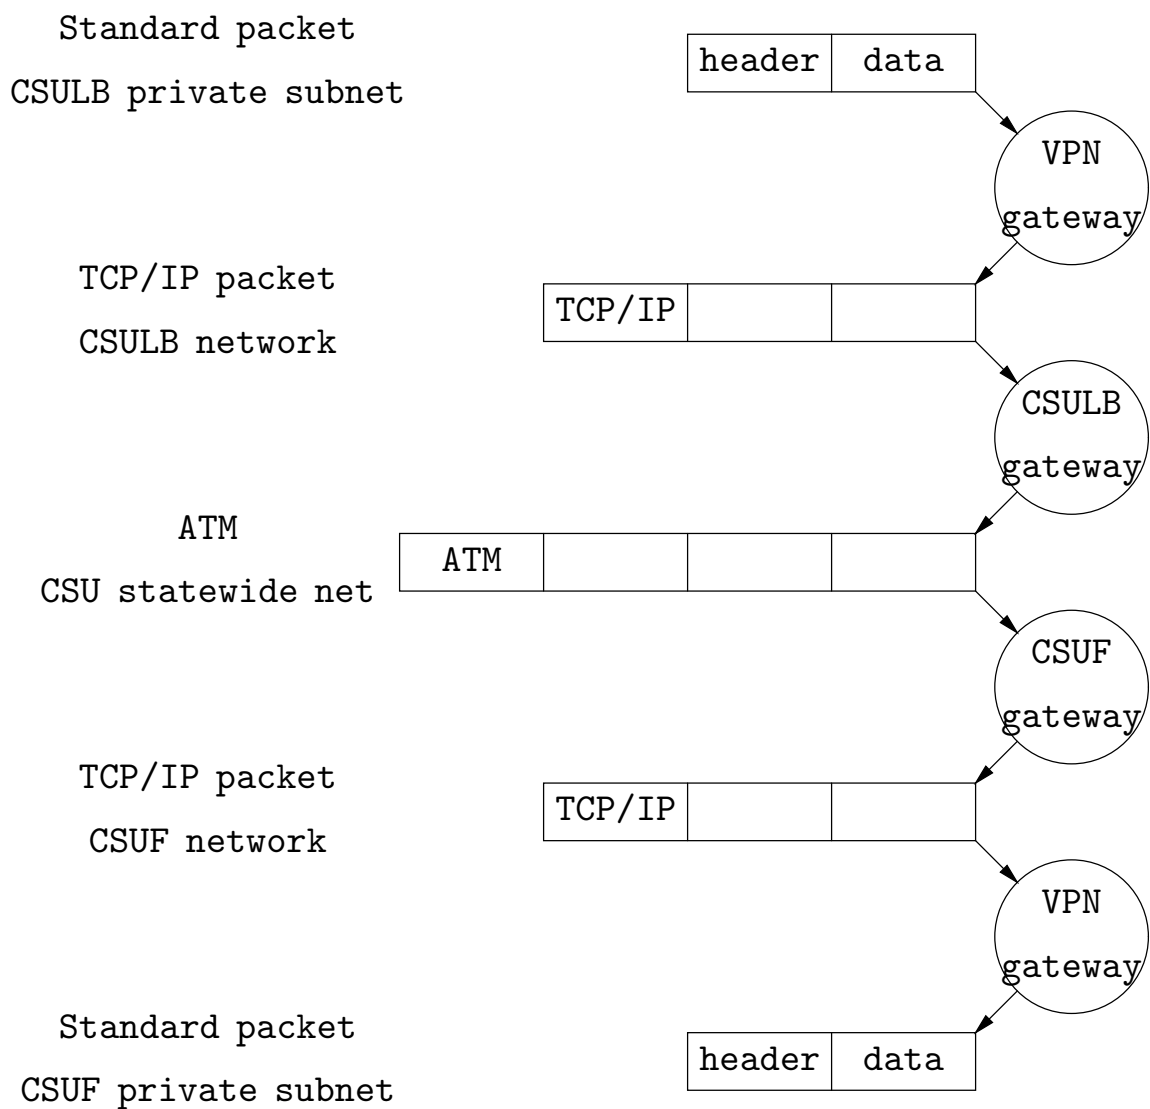 Standard packet
CSULB private subnet
header data
VPN
gateway
TCP/IP packet
CSULB network
TCP/IP
CSULB
gateway
ATM
CSU statewide net
ATM
CSUF
gateway
TCP/IP packet
CSUF network
TCP/IP
VPN
gateway
Standard packet
CSUF private subnet
header data